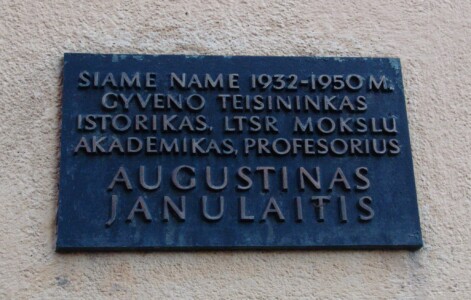 ŠIAME NAME 1932-1950 M.
GYVENO TEISININKAS
ISTORIKAS, LTSR MOKSLŲ
AKADEMIKAS, PROFESORIUS
AUGUSTINAS
JANULAITIS